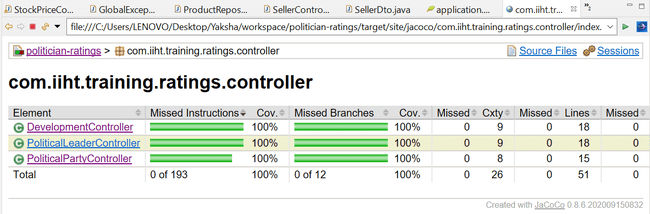 StockPriceCo... GlobalExcep... ProductRepos... SellerContro... SellerDto.java application.... com.iiht.traini... 2
file:///C:/Users/LENOVO/Desktop/Yaksha/workspace/politician-ratings/target/site/jacoco/com.iiht.training.ratings.controller/index.
politician-ratings > com.iiht.training.ratings.controller Source Files Sessions
com.iiht.training.ratings.controller
Element Missed Instructions Cov. Missed Branches Cov. Missed Cxty Missed Lines Missed
DevelopmentController 100% 100% 0 9 0 18 0
PoliticalLeaderController 100% 100% 0 9 0 18 0
PoliticalPartyController 100% 100% 0 8 0 15 0
Total 0 of 193 100% 0 of 12 100% 0 26 0 51 0
Created with JaCoCo 0.8.6.202009150832